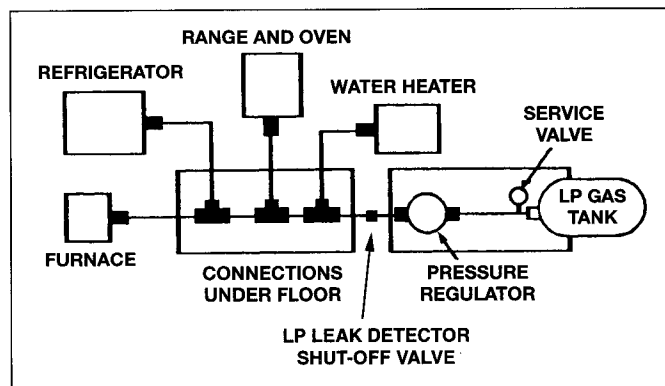 RANGE AND OVEN
REFRIGERATOR
WATER HEATER
SERVICE
VALVE
LP GAS
TANK
FURNACE
CONNECTIONS
UNDER FLOOR
PRESSURE
REGULATOR
LP LEAK DETECTOR
SHUT-OFF VALVE